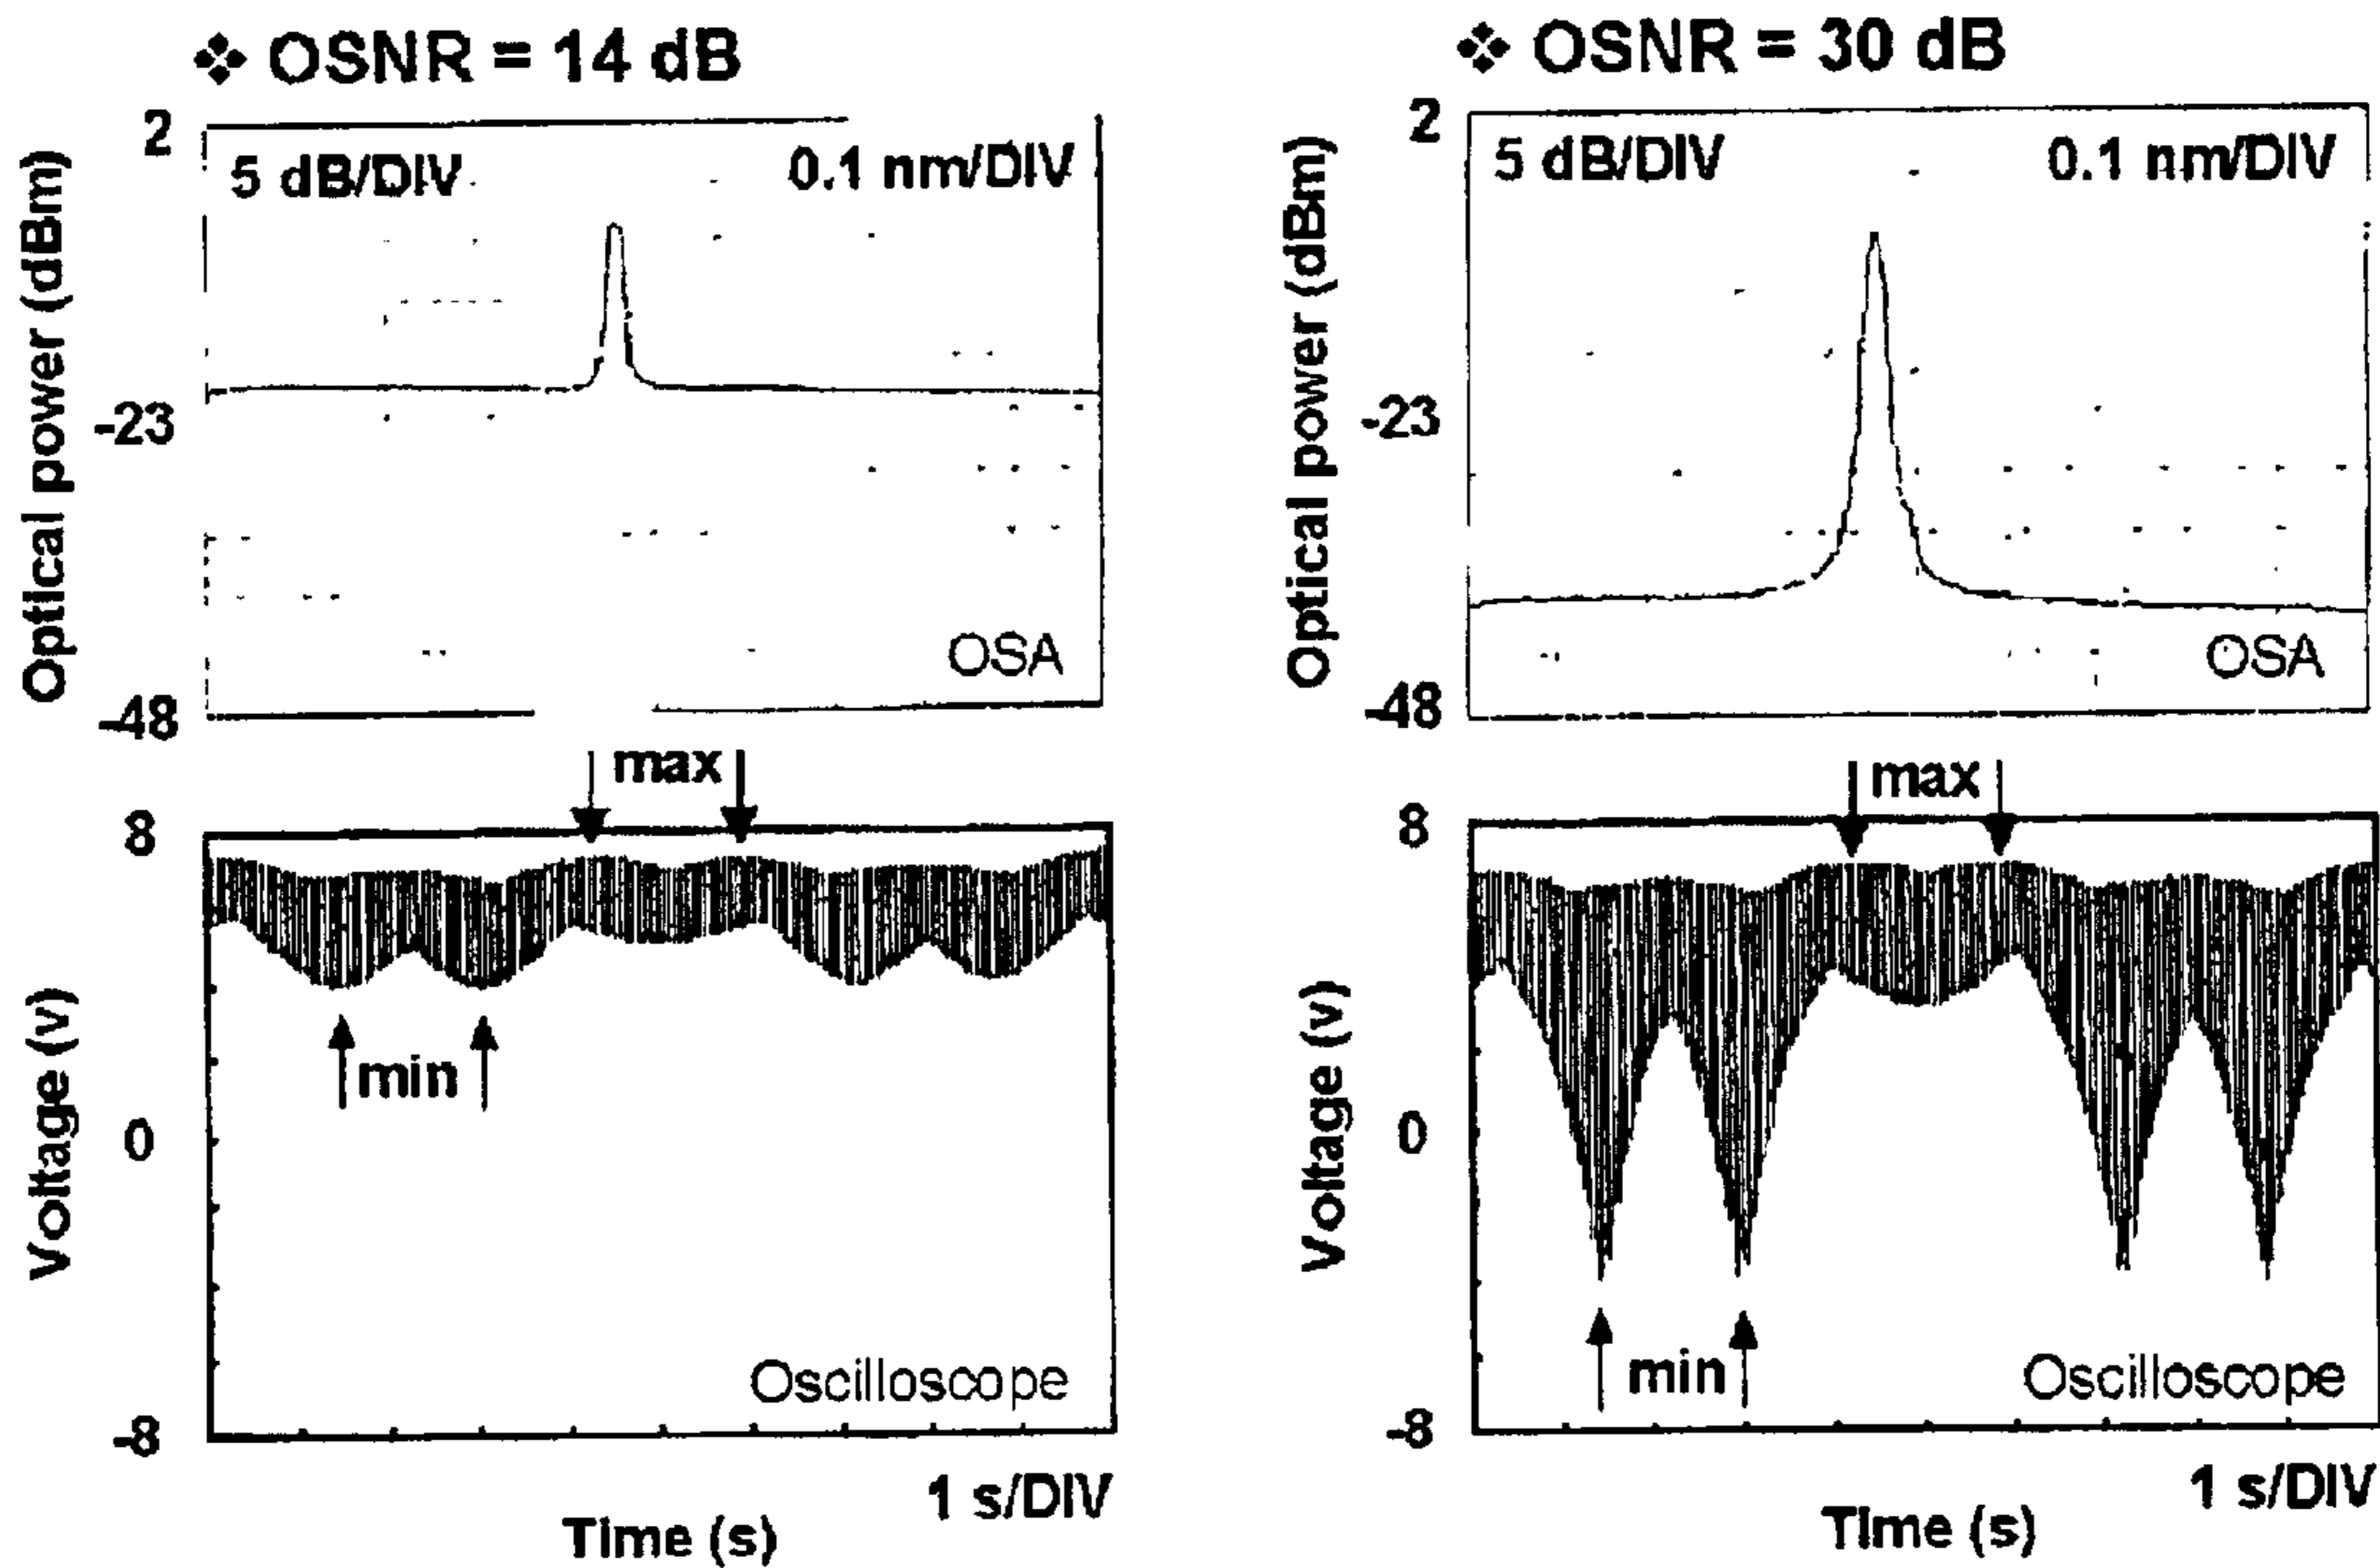 ❖ OSNR = 14 dB
2
5 dB/DIV
0.1 nm/DIV
Optical power (dBm)
-23
OSA
-48
max
8
Voltage (v)
min
0
Oscilloscope
-8
1 s/DIV
Time (s)
❖ OSNR = 30 dB
2
5 dB/DIV
0.1 nm/DIV
Optical power (dBm)
-23
OSA
-48
max
8
Voltage (v)
0
min
Oscilloscope
-8
1 s/DIV
Time (s)